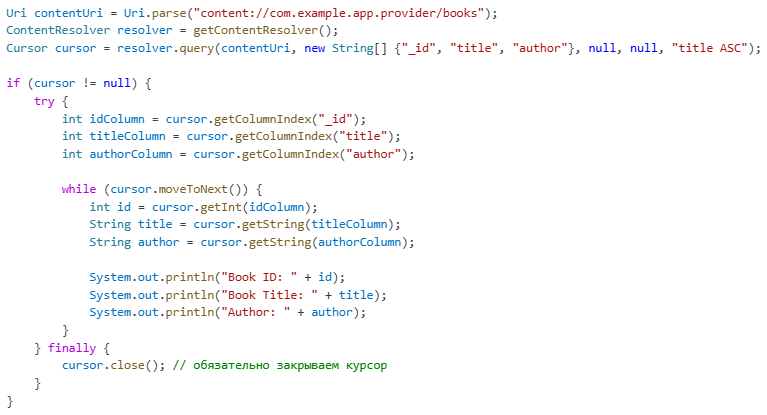 Uri contentUri = Uri.parse("content://com.example.app.provider/books");
ContentResolver resolver = getContentResolver();
Cursor cursor = resolver.query(contentUri, new String[] {"_id", "title", "author"}, null, null, "title ASC");

if (cursor != null) {
    try {
        int idColumn = cursor.getColumnIndex("_id");
        int titleColumn = cursor.getColumnIndex("title");
        int authorColumn = cursor.getColumnIndex("author");

        while (cursor.moveToNext()) {
            int id = cursor.getInt(idColumn);
            String title = cursor.getString(titleColumn);
            String author = cursor.getString(authorColumn);

            System.out.println("Book ID: " + id);
            System.out.println("Book Title: " + title);
            System.out.println("Author: " + author);
        }
    } finally {
        cursor.close(); // обязательно закрываем курсор
    }
}